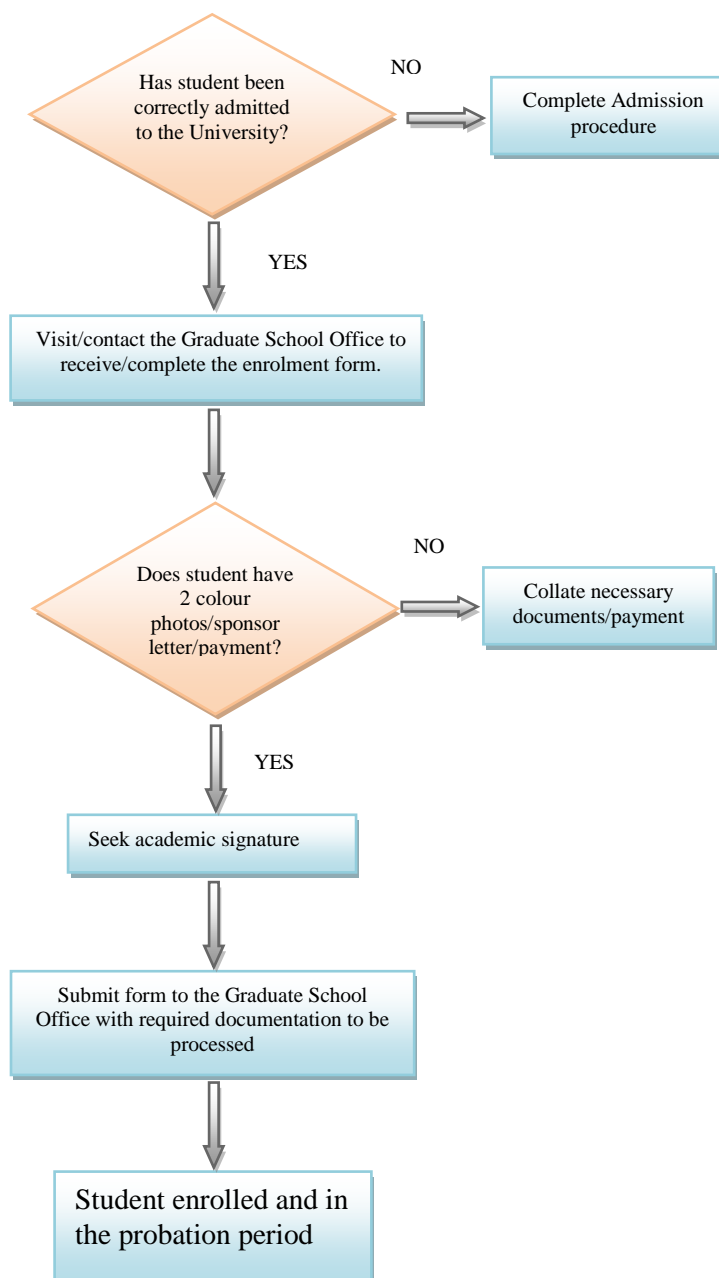 Has student been
correctly admitted
to the University?
NO
Complete Admission
procedure
YES
Visit/contact the Graduate School Office to
receive/complete the enrolment form.
Does student have
2 colour
photos/sponsor
letter/payment?
NO
Collate necessary
documents/payment
YES
Seek academic signature
Submit form to the Graduate School
Office with required documentation to be
processed
Student enrolled and in
the probation period